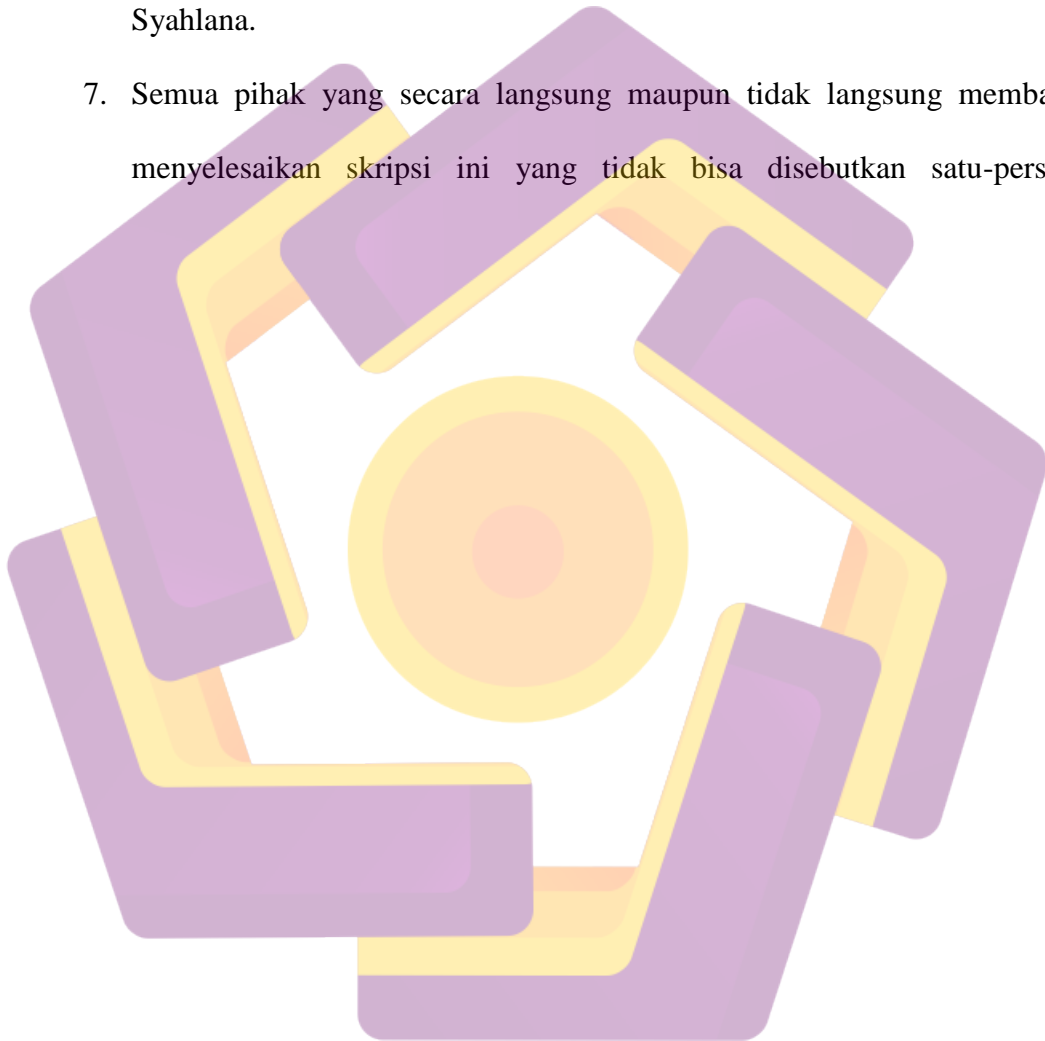 Syahlana.
7. Semua pihak yang secara langsung maupun tidak langsung memba
menyelesaikan skripsi ini yang tidak bisa disebutkan satu-pers